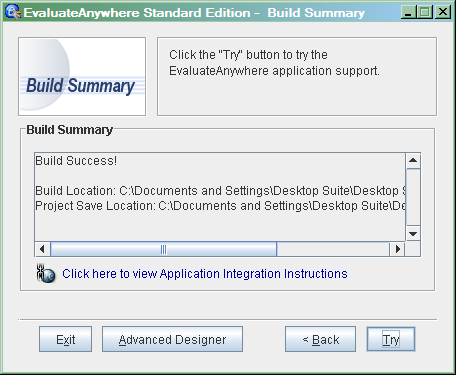 EvaluateAnywhere Standard Edition - Build Summary
Build Summary
Click the "Try" button to try the
EvaluateAnywhere application support.
Build Summary
Build Success!
Build Location: C:\Documents and Settings\Desktop Suite\Desktop S
Project Save Location: C:\Documents and Settings\Desktop Suite\De
Click here to view Application Integration Instructions
Exit
Advanced Designer
< Back
Try